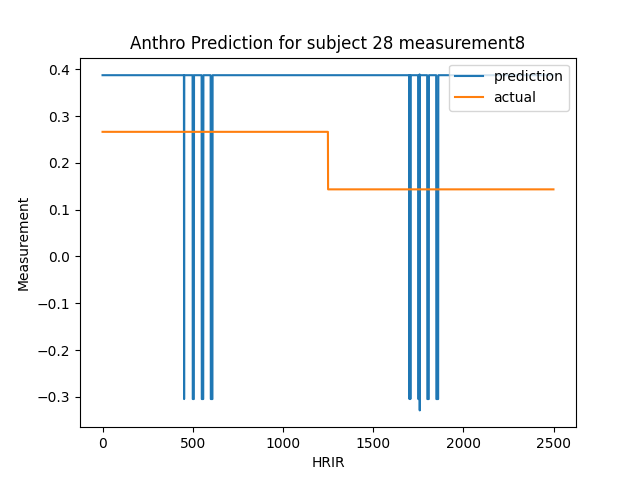 Anthro Prediction for subject 28 measurement8
prediction
actual
0.4
0.3
0.2
0.1
0.0
−0.1
−0.2
−0.3
Measurement
0
500
1000
1500
2000
2500
HRIR